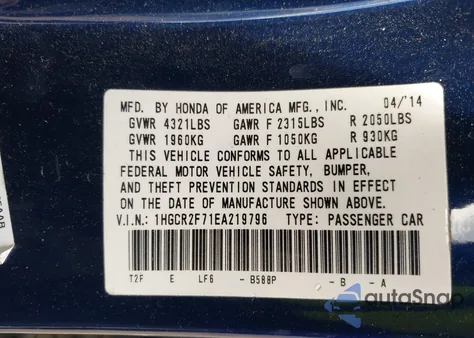 MFD. BY HONDA OF AMERICA MFG., INC. 04/'14
GVWR 4321LBS GAWR F 2315LBS R 2050LBS
GVWR 1960KG GAWR F 1050KG R 930KG
THIS VEHICLE CONFORMS TO ALL APPLICABLE
FEDERAL MOTOR VEHICLE SAFETY, BUMPER,
AND THEFT PREVENTION STANDARDS IN EFFECT
ON THE DATE OF MANUFACTURE SHOWN ABOVE.
V.I.N.: 1HGCR2F71EA219796 TYPE: PASSENGER CAR
T2F E LF6 -B588P -B -A
autoSnap